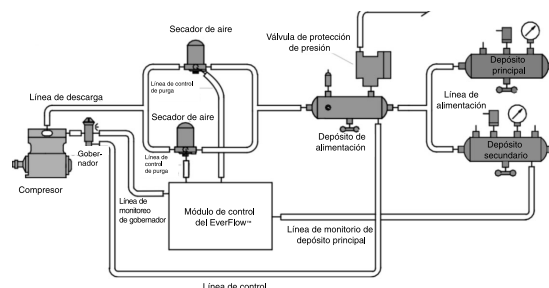 Secador de aire
Válvula de protección
de presión
Línea de control
de purga
Depósito
principal
Línea de descarga
Secador de aire
Línea de
alimentación
Depósito de
alimentación
Gober-
nador
Línea de
control
de purga
Depósito
secundario
Compresor
Línea de
monitoreo
de gobernador
Módulo de control
del EverFlow™
Línea de monitorio de
depósito principal
Línea de control